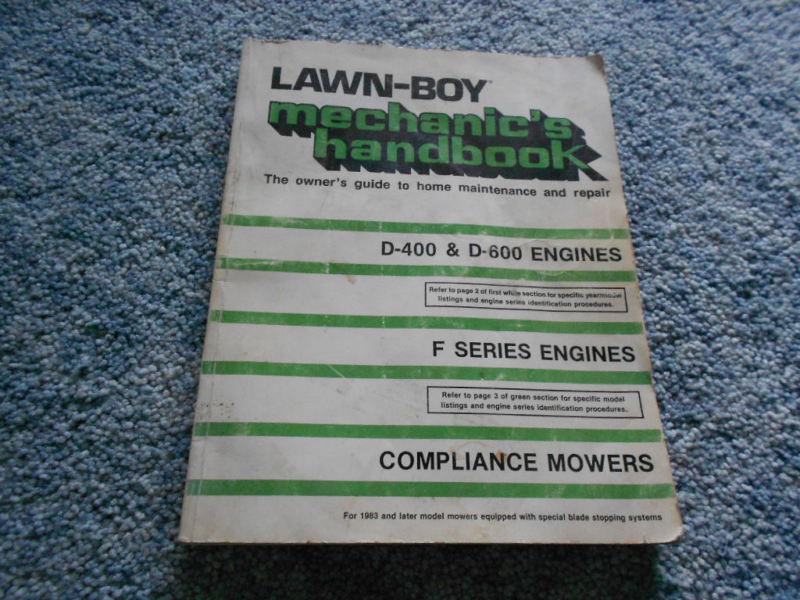 LAWN-BOY™
mechanic's
handbook
The owner's guide to home maintenance and repair
D-400 & D-600 ENGINES
Refer to page 2 of first white section for specific yearmodel
listings and engine series identification procedures.
F SERIES ENGINES
Refer to page 3 of green section for specific model
listings and engine series identification procedures.
COMPLIANCE MOWERS
For 1983 and later model mowers equipped with special blade stopping systems